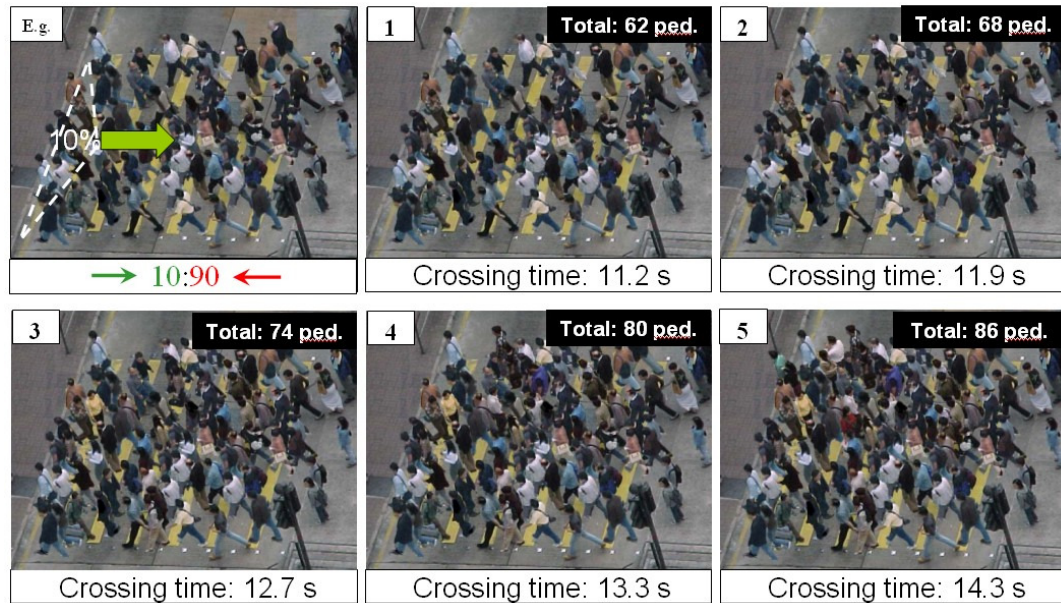 E.g.
1
Total: 62 ped.
2
Total: 68 ped.
10%
10:90
Crossing time: 11.2 s
Crossing time: 11.9 s
3
Total: 74 ped.
4
Total: 80 ped.
5
Total: 86 ped.
Crossing time: 12.7 s
Crossing time: 13.3 s
Crossing time: 14.3 s